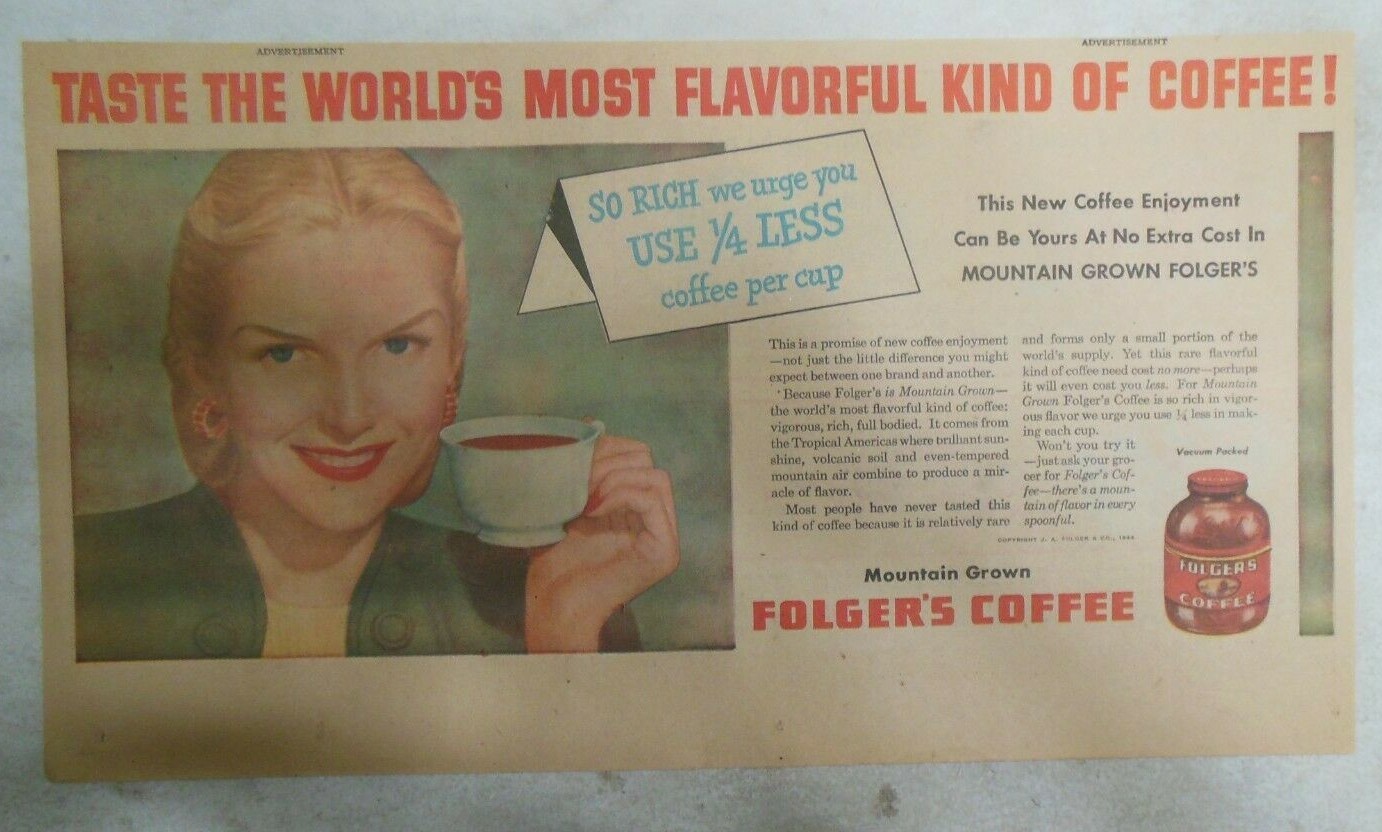 ADVERTISEMENT
ADVERTISEMENT
TASTE THE WORLD'S MOST FLAVORFUL KIND OF COFFEE!
SO RICH we urge you
USE ¼ LESS
coffee per cup
This New Coffee Enjoyment
Can Be Yours At No Extra Cost In
MOUNTAIN GROWN FOLGER'S
This is a promise of new coffee enjoyment
—not just the little difference you might
expect between one brand and another.
Because Folger's is Mountain Grown—
the world's most flavorful kind of coffee:
vigorous, rich, full bodied. It comes from
the Tropical Americas where brilliant sun-
shine, volcanic soil and even-tempered
mountain air combine to produce a mir-
acle of flavor.
Most people have never tasted this
kind of coffee because it is relatively rare
and forms only a small portion of the
world's supply. Yet this rare flavorful
kind of coffee need cost no more—perhaps
it will even cost you less. For Mountain
Grown Folger's Coffee is so rich in vigor-
ous flavor we urge you use ¼ less in mak-
ing each cup.
Won't you try it
—just ask your gro-
cer for Folger's Cof-
fee—there's a moun-
tain of flavor in every
spoonful.
COPYRIGHT J. A. FOLGER & CO.,
Vacuum Packed
FOLGER'S
COFFEE
Mountain Grown
FOLGER'S COFFEE